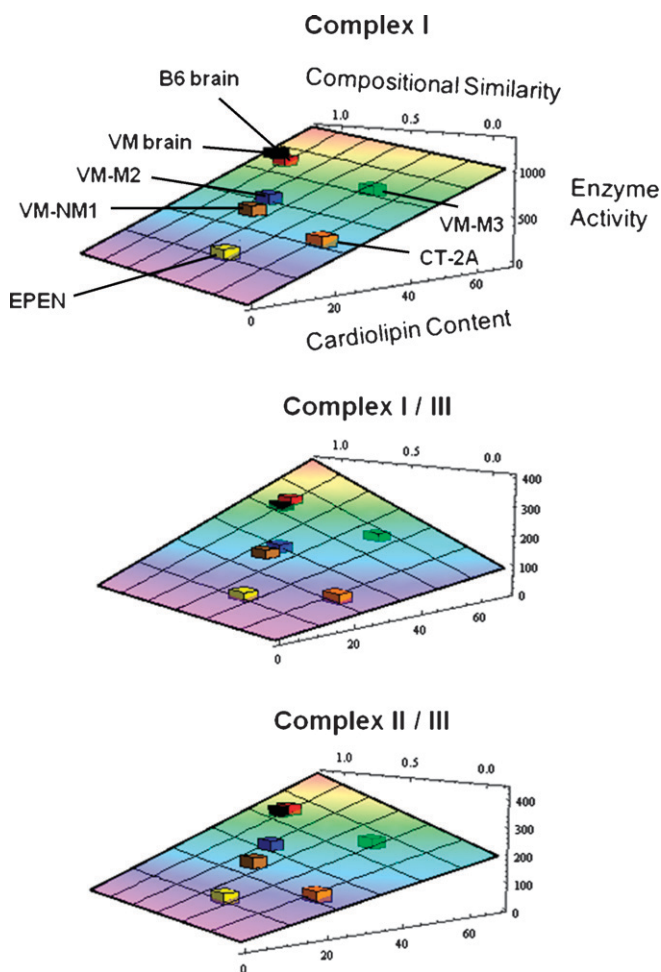 Complex I
B6 brain
Compositional Similarity
1.0 0.5 0.0
VM brain
VM-M2
VM-NM1
1000
500
0
Enzyme
Activity
VM-M3
CT-2A
EPEN
0 20 40 60
Cardiolipin Content
Complex I / III
1.0 0.5 0.0
400
300
200
100
0
0 20 40 60
Complex II / III
1.0 0.5 0.0
400
300
200
100
0
0 20 40 60